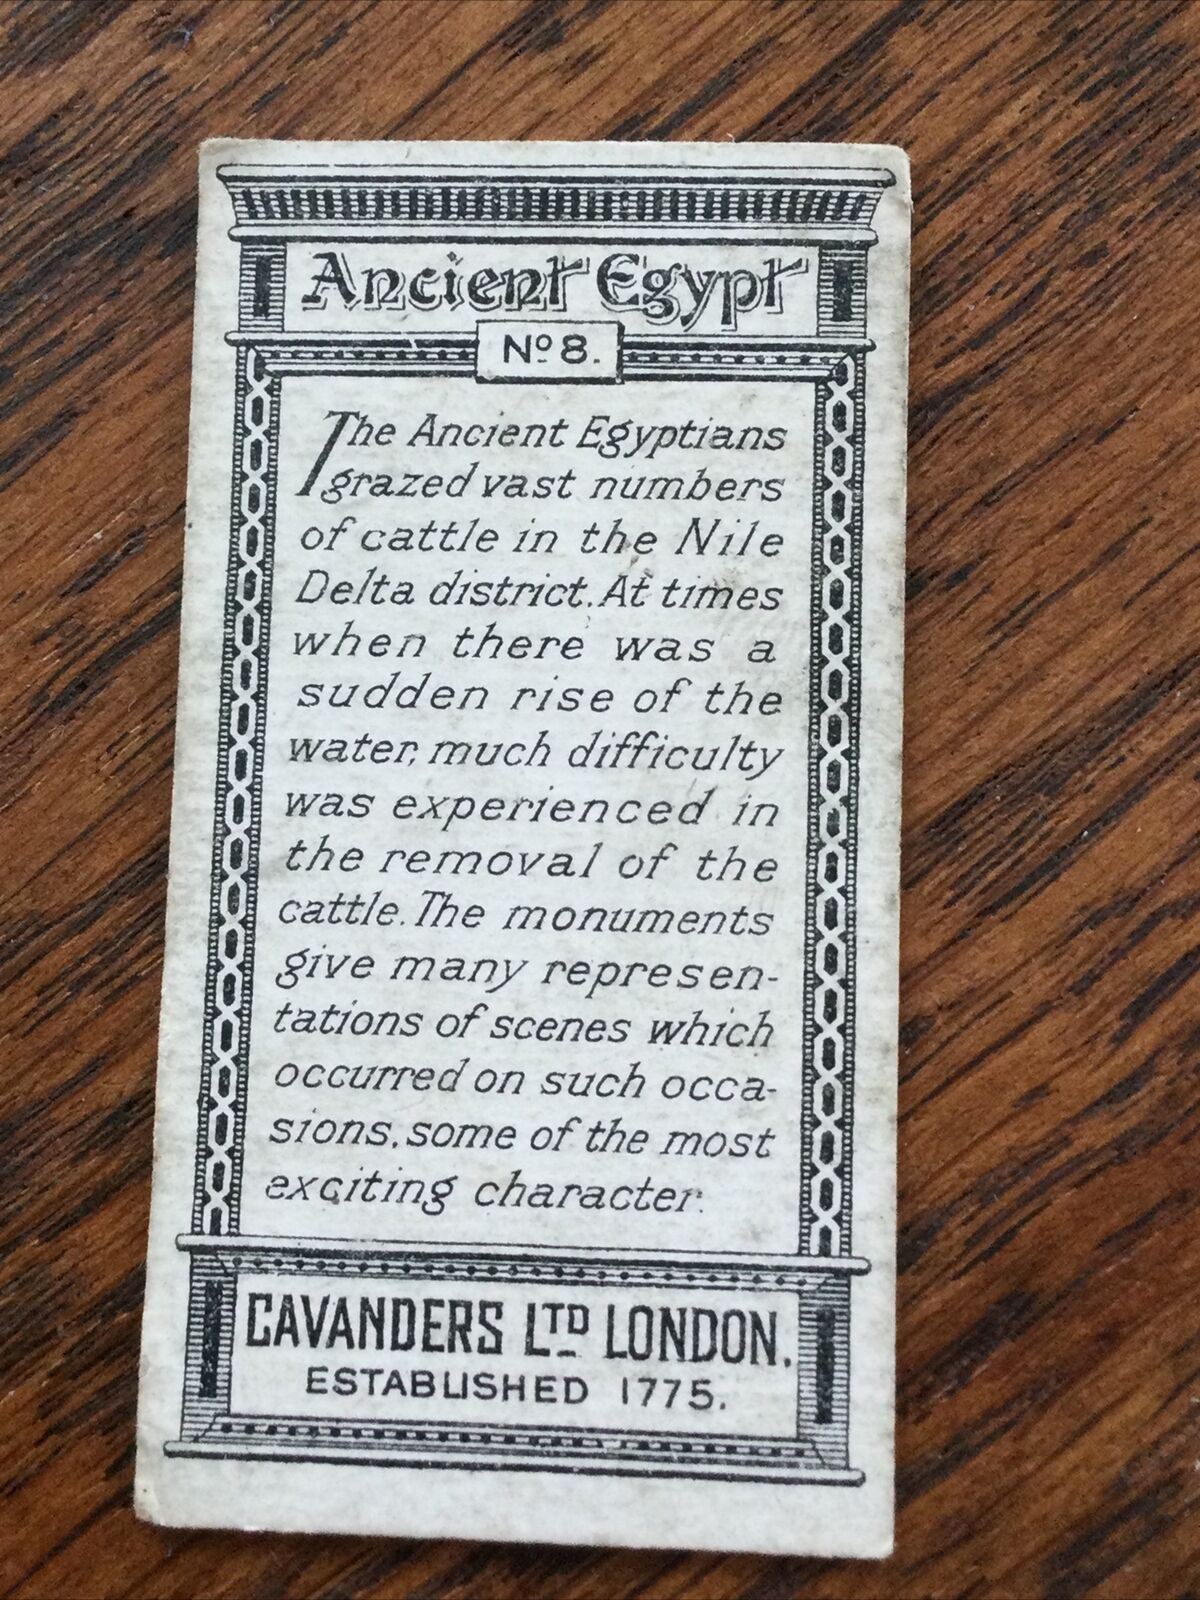 Ancient Egypt
Nº 8.
The Ancient Egyptians
grazed vast numbers
of cattle in the Nile
Delta district. At times
when there was a
sudden rise of the
water, much difficulty
was experienced in
the removal of the
cattle. The monuments
give many represen-
tations of scenes which
occurred on such occa-
sions, some of the most
exciting character.
CAVANDERS LTD LONDON.
ESTABLISHED 1775.